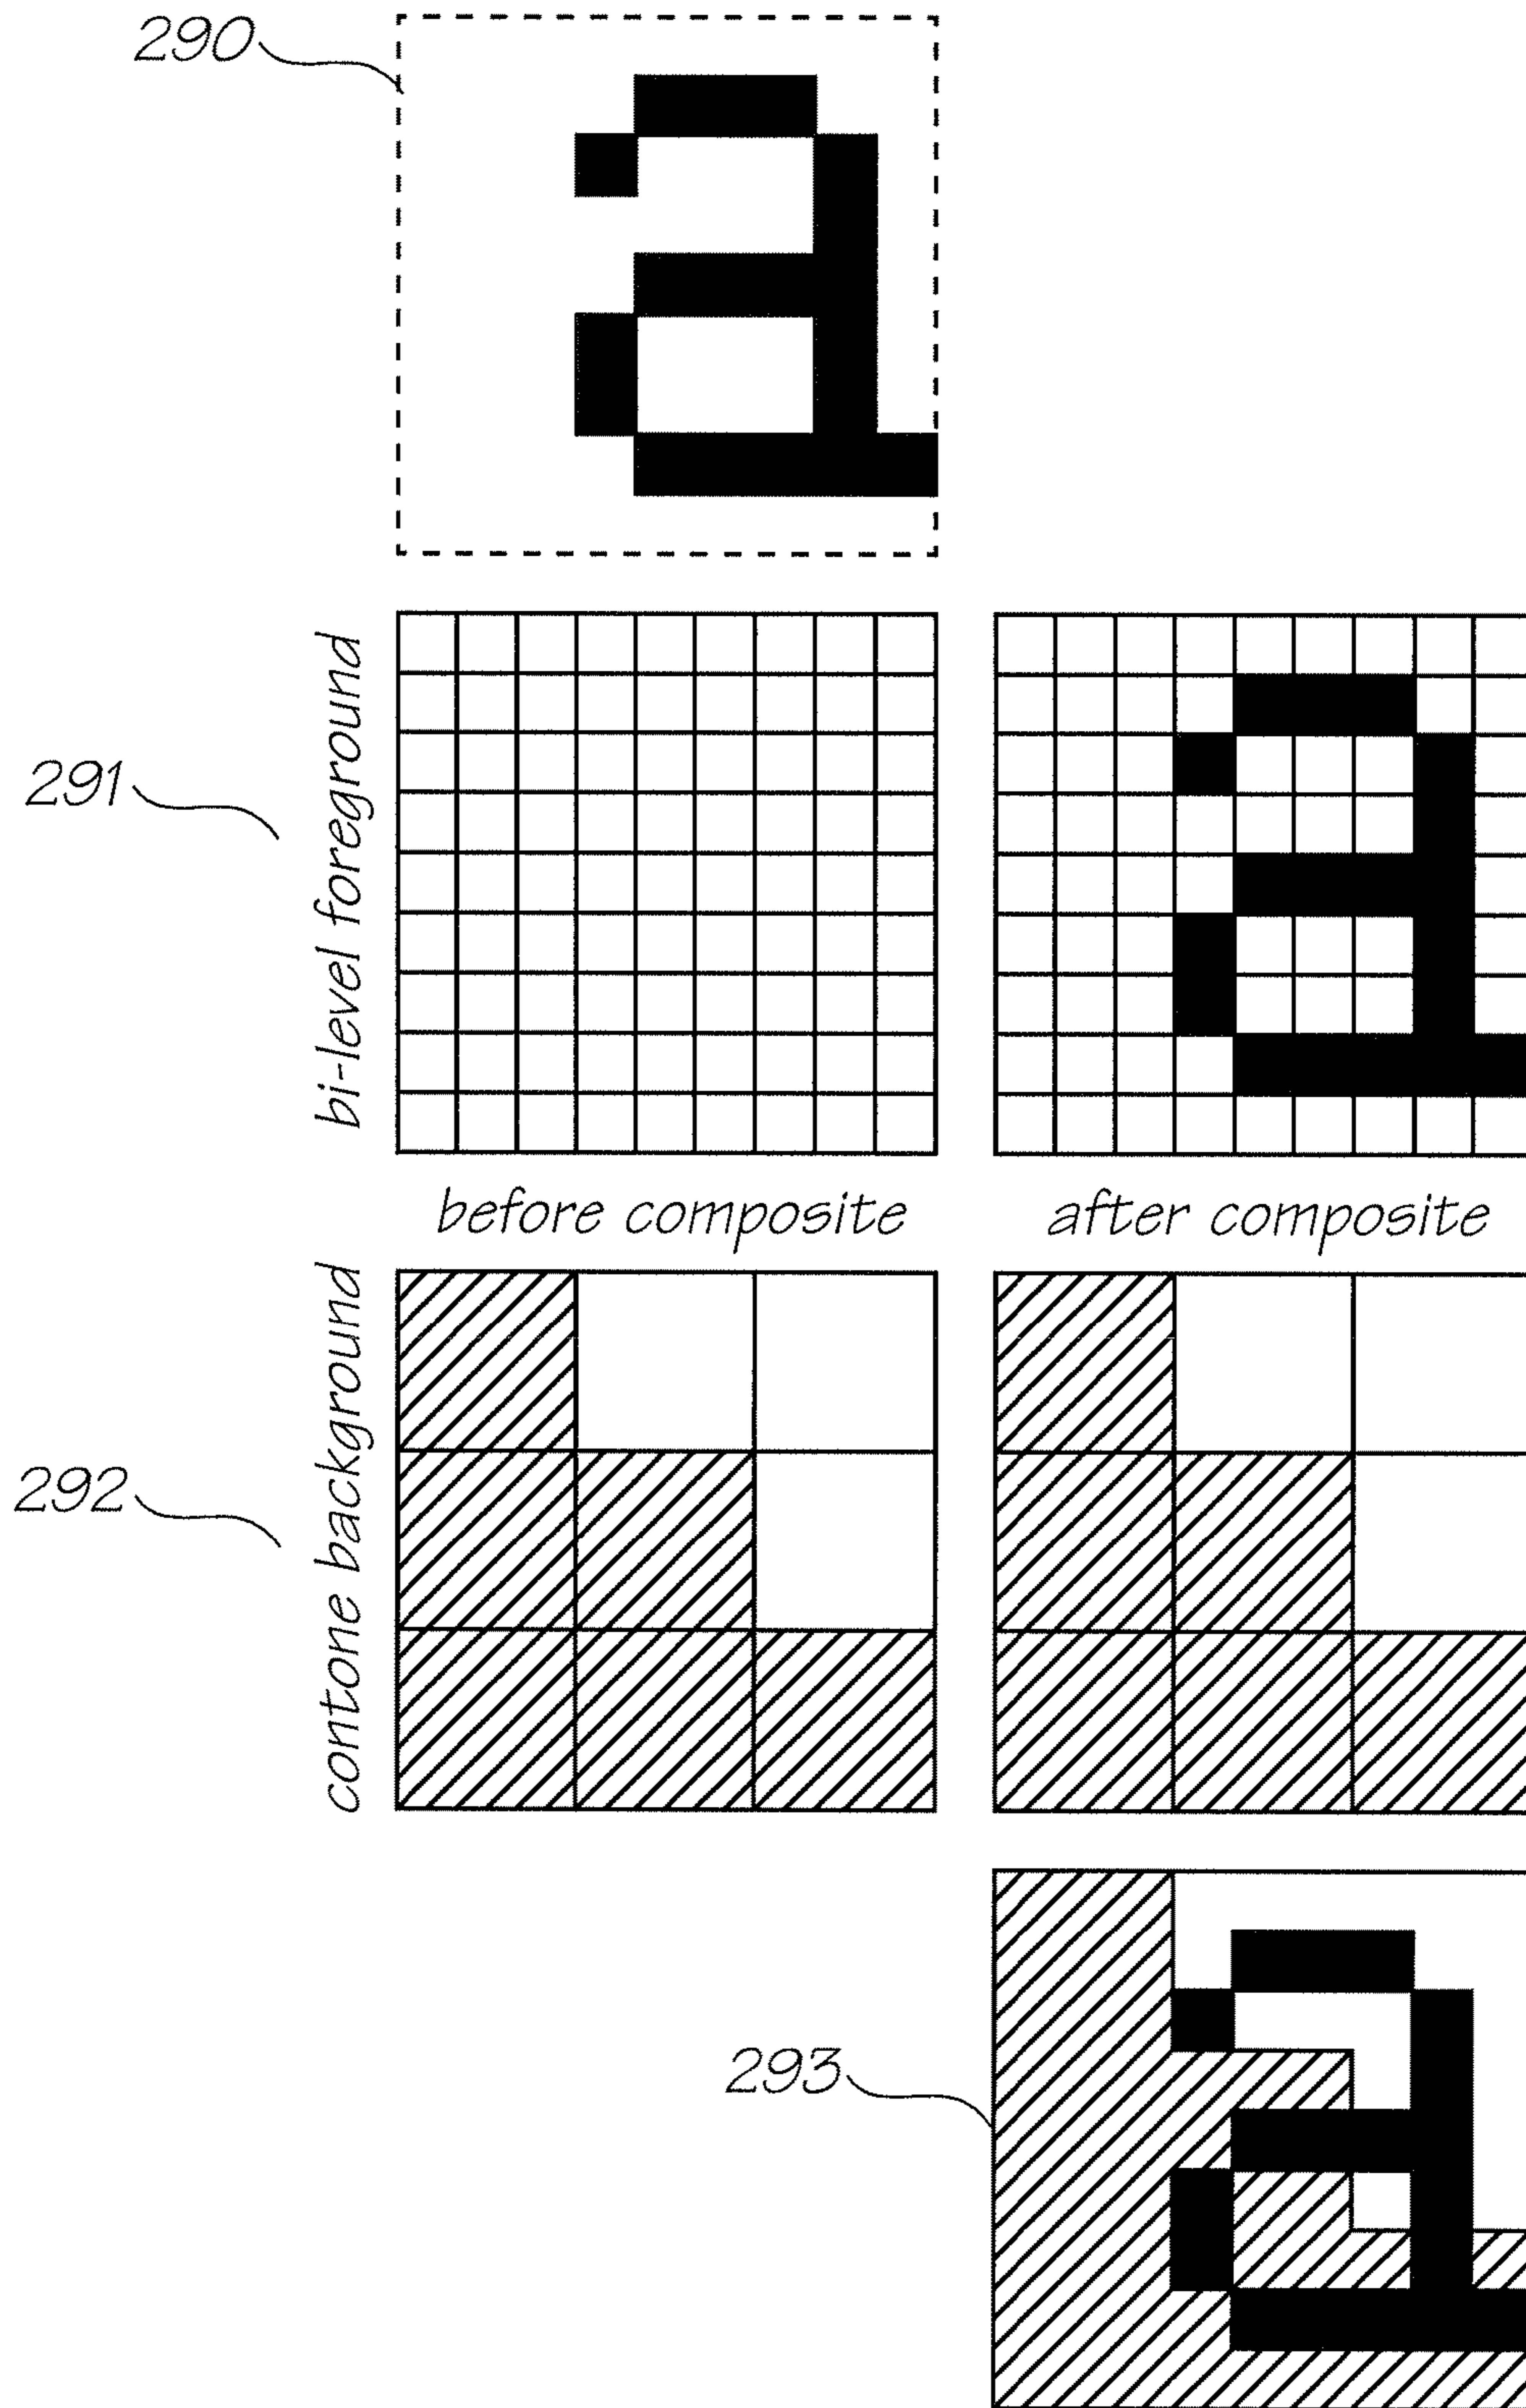 290
a
291
bi-level foreground
a
before composite
after composite
292
contone background
293
a